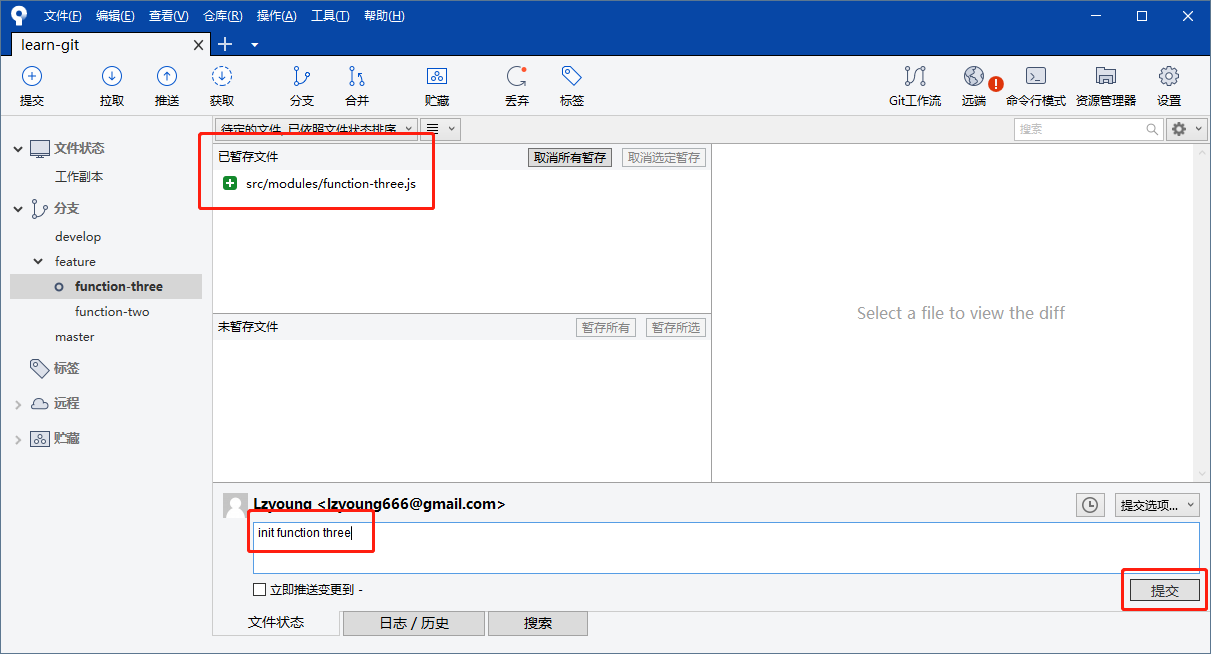 文件(F) 编辑(E) 查看(V) 仓库(R) 操作(A) 工具(T) 帮助(H)
learn-git
提交 拉取 推送 获取 分支 合并 贮藏 丢弃 标签 Git工作流 远端 命令行模式 资源管理器 设置
待定的文件, 已依照文件状态排序 搜索
文件状态
工作副本
分支
develop
feature
function-three
function-two
master
标签
远程
贮藏
已暂存文件 取消所有暂存 取消选定暂存
src/modules/function-three.js
未暂存文件 暂存所有 暂存所选
Select a file to view the diff
Lzyoung <lzyoung666@gmail.com> 提交选项...
init function three
立即推送变更到 -
提交
文件状态 日志 / 历史 搜索